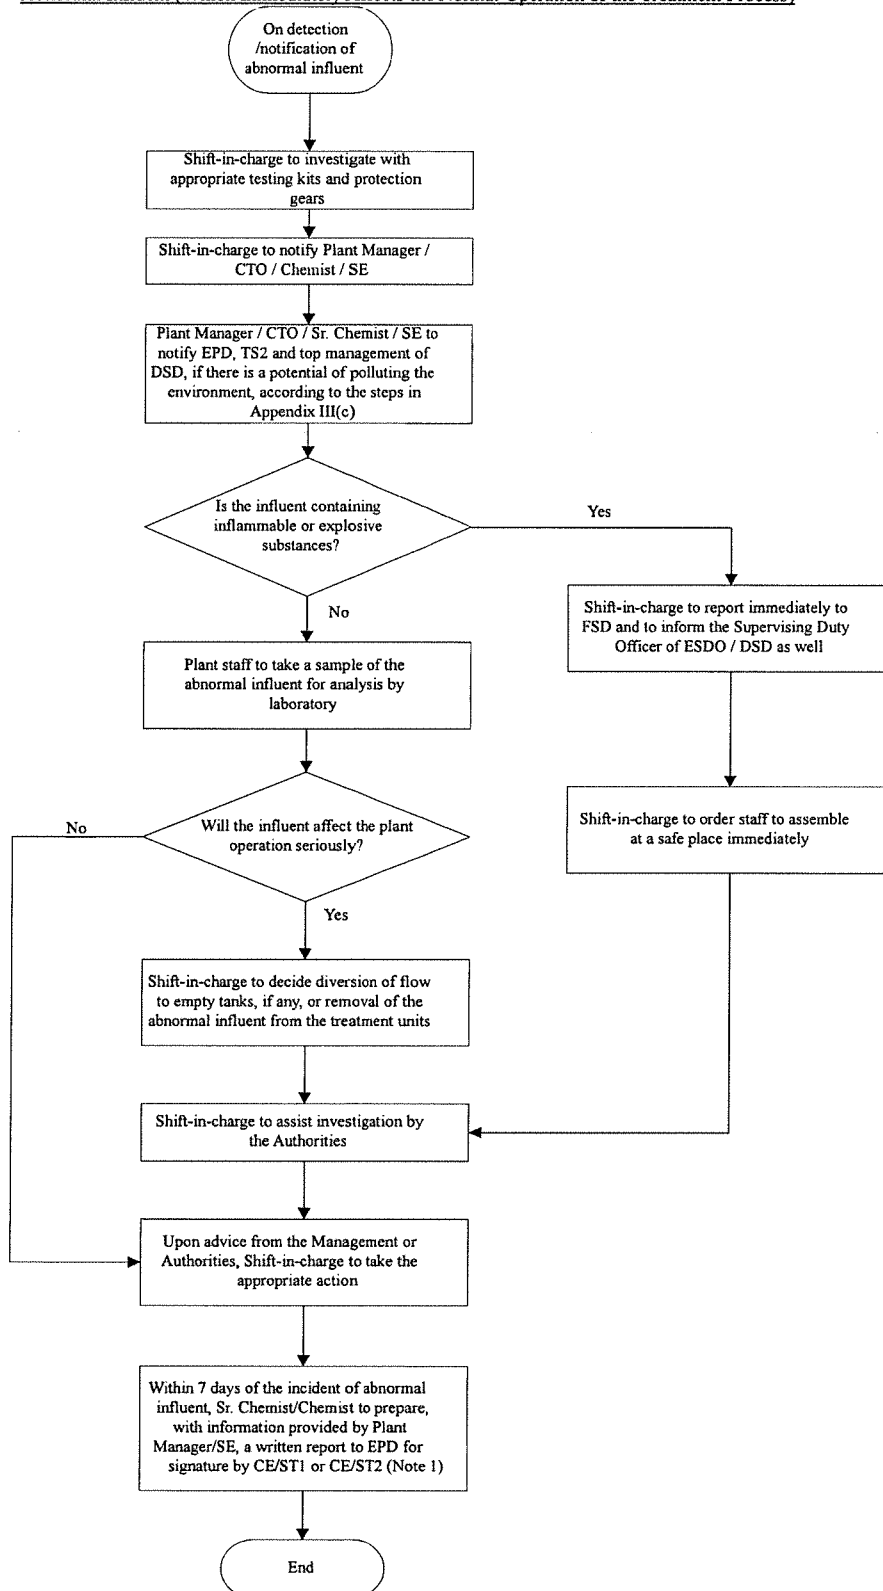 On detection
/notification of
abnormal influent
Shift-in-charge to investigate with
appropriate testing kits and protection
gears
Shift-in-charge to notify Plant Manager /
CTO / Chemist / SE
Plant Manager / CTO / Sr. Chemist / SE to
notify EPD, TS2 and top management of
DSD, if there is a potential of polluting the
environment, according to the steps in
Appendix III(c)
Is the influent containing
inflammable or explosive
substances?
Yes
No
Shift-in-charge to report immediately to
FSD and to inform the Supervising Duty
Officer of ESDO / DSD as well
Plant staff to take a sample of the
abnormal influent for analysis by
laboratory
Shift-in-charge to order staff to assemble
at a safe place immediately
Will the influent affect the plant
operation seriously?
No
Yes
Shift-in-charge to decide diversion of flow
to empty tanks, if any, or removal of the
abnormal influent from the treatment units
Shift-in-charge to assist investigation by
the Authorities
Upon advice from the Management or
Authorities, Shift-in-charge to take the
appropriate action
Within 7 days of the incident of abnormal
influent, Sr. Chemist/Chemist to prepare,
with information provided by Plant
Manager/SE, a written report to EPD for
signature by CE/ST1 or CE/ST2 (Note 1)
End